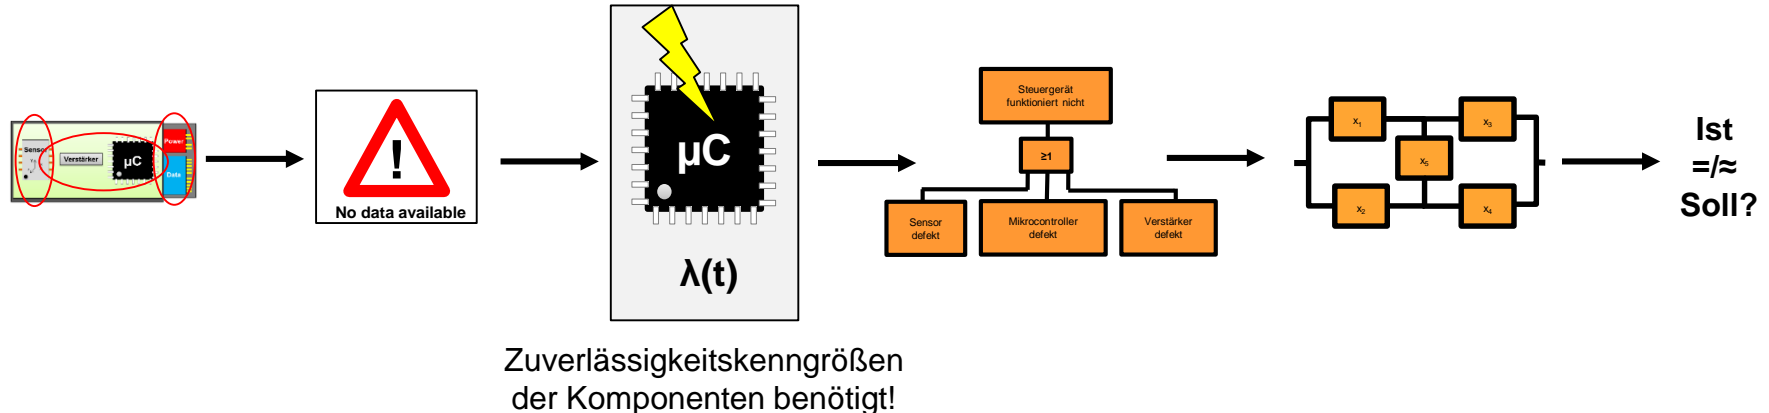 Sensor
Verstärker
µC
Power
Data
!
No data available
µC
λ(t)
Zuverlässigkeitskenngrößen
der Komponenten benötigt!
Steuergerät
funktioniert nicht
≥1
Sensor
defekt
Mikrocontroller
defekt
Verstärker
defekt
x₁
x₃
x₅
x₂
x₄
Ist
=/≈
Soll?